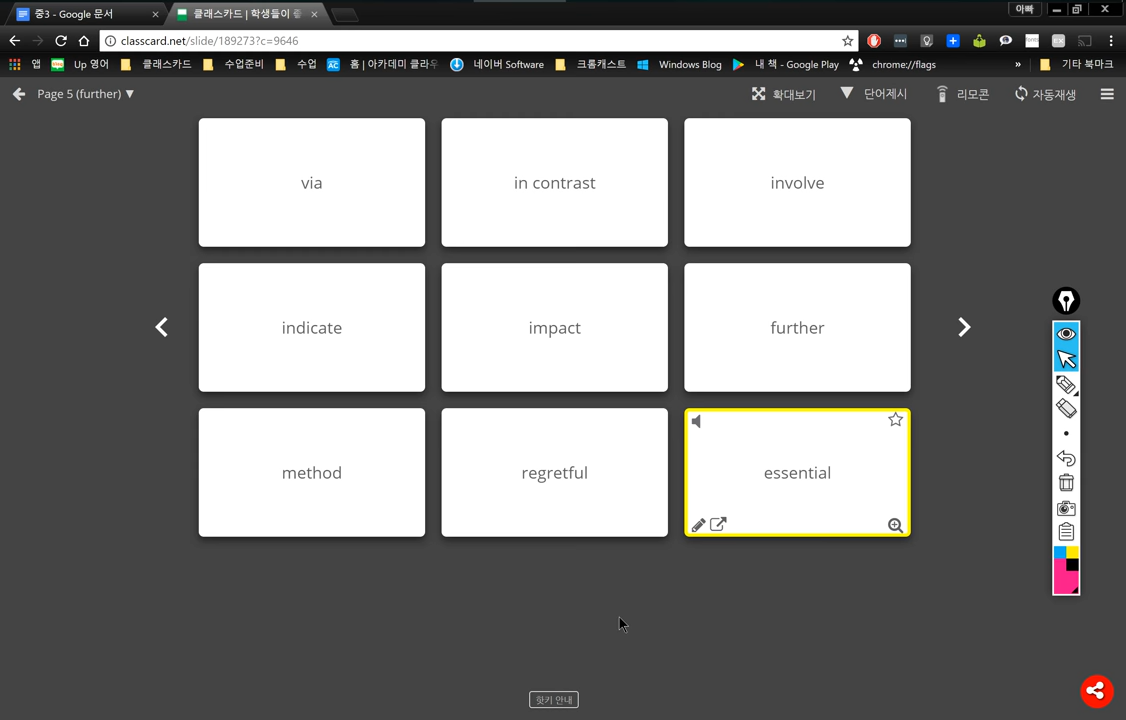 중3 - Google 문서
클래스카드 | 학생들이 좋
아빠
classcard.net/slide/189273?c=9646
앱 Up 영어 클래스카드 수업준비 수업 홈 | 아카데미 클라우 네이버 Software 크롬캐스트 Windows Blog 내 책 - Google Play chrome://flags » 기타 북마크
Page 5 (further) ▼ 확대보기 단어제시 리모콘 자동재생
via in contrast involve
indicate impact further
method regretful essential
핫키 안내